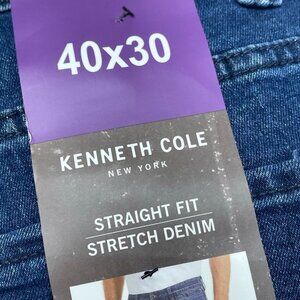 40x30
KENNETH COLE
NEW YORK
STRAIGHT FIT
STRETCH DENIM